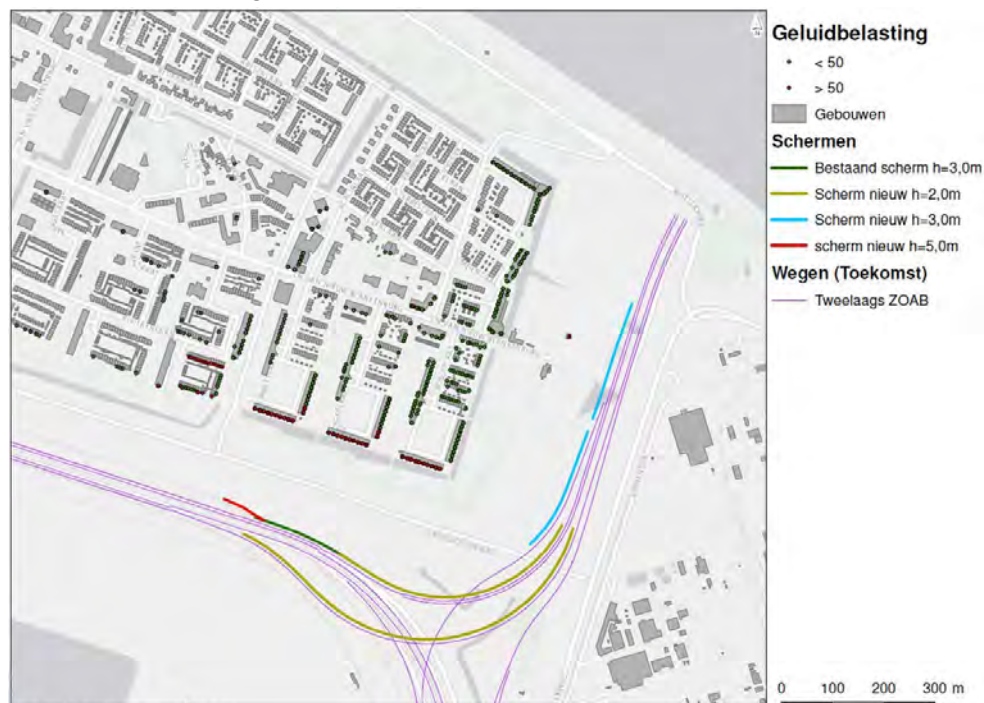 Geluidbelasting
< 50
> 50
Gebouwen
Schermen
Bestaand scherm h=3,0m
Scherm nieuw h=2,0m
Scherm nieuw h=3,0m
scherm nieuw h=5,0m
Wegen (Toekomst)
Tweelaags ZOAB
0 100 200 300 m